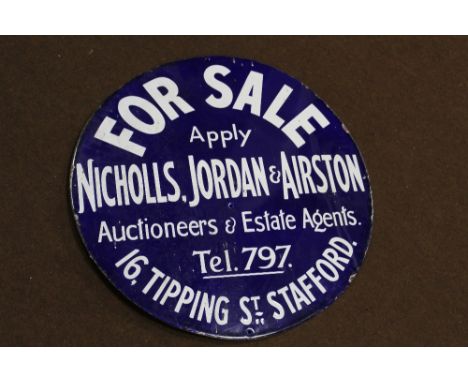 FOR SALE
Apply
NICHOLLS, JORDAN & AIRSTON
Auctioneers & Estate Agents.
Tel. 797.
16, TIPPING ST. STAFFORD.